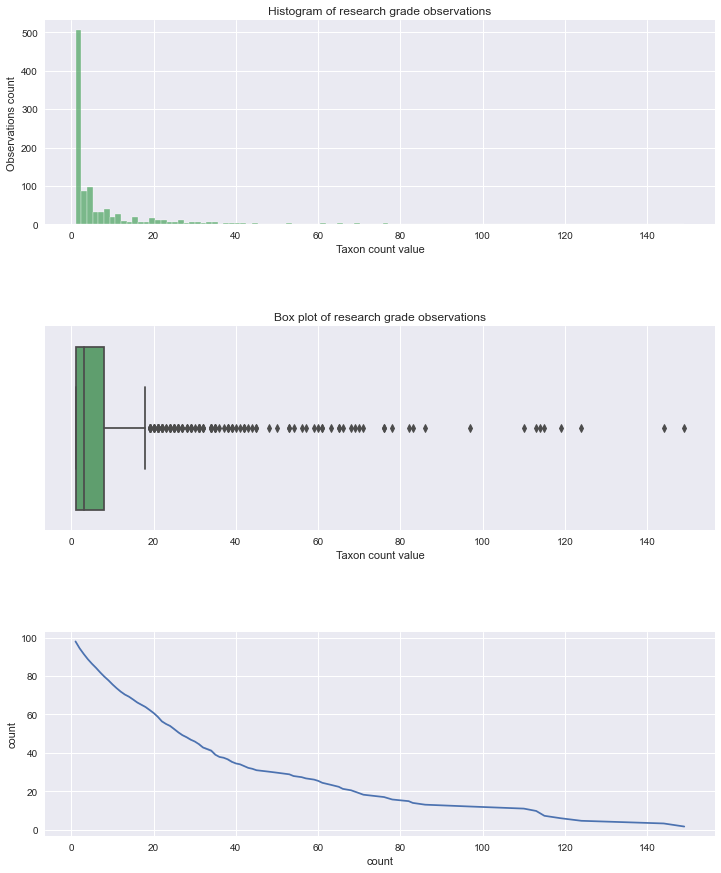 Histogram of research grade observations
500
400
300
200
100
0
Observations count
0 20 40 60 80 100 120 140
Taxon count value
Box plot of research grade observations
0 20 40 60 80 100 120 140
Taxon count value
100
80
60
40
20
0
count
0 20 40 60 80 100 120 140
count